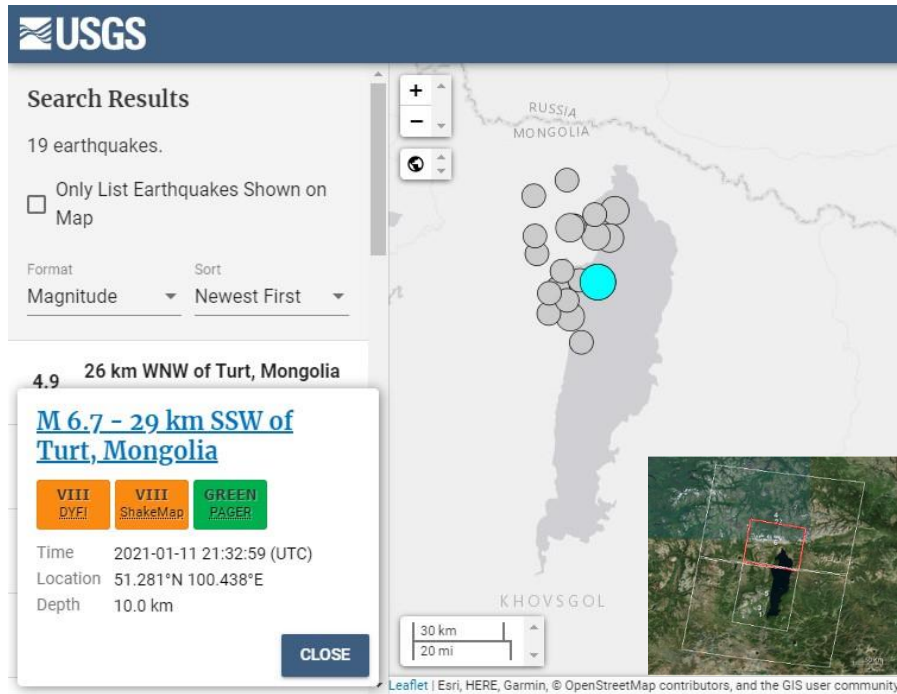 USGS
Search Results
19 earthquakes.
Only List Earthquakes Shown on
Map
Format
Magnitude
Sort
Newest First
4.9
26 km WNW of Turt, Mongolia
M 6.7 - 29 km SSW of
Turt, Mongolia
VIII
DYFI
VIII
ShakeMap
GREEN
PAGER
Time 2021-01-11 21:32:59 (UTC)
Location 51.281°N 100.438°E
Depth 10.0 km
CLOSE
+
−
RUSSIA
MONGOLIA
KHOVSGOL
30 km
20 mi
Leaflet | Esri, HERE, Garmin, © OpenStreetMap contributors, and the GIS user community